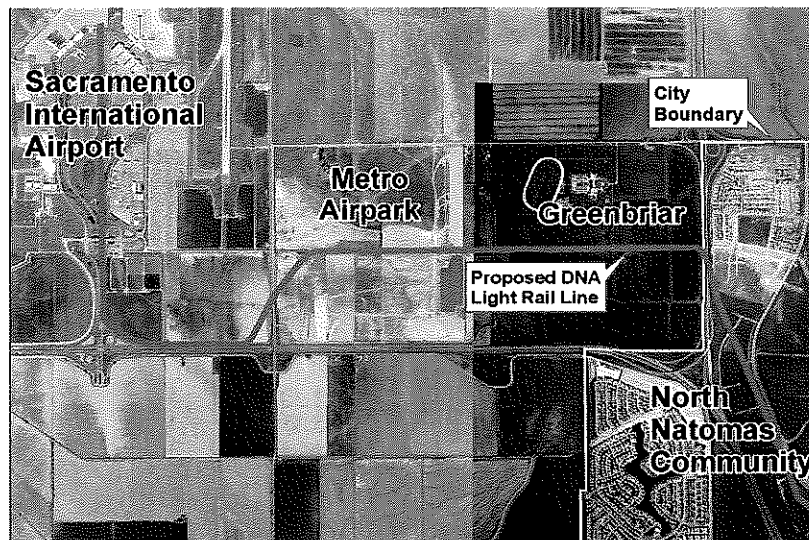 Sacramento
International
Airport
City
Boundary
Metro
Airpark
Greenbriar
Proposed DNA
Light Rail Line
North
Natomas
Community